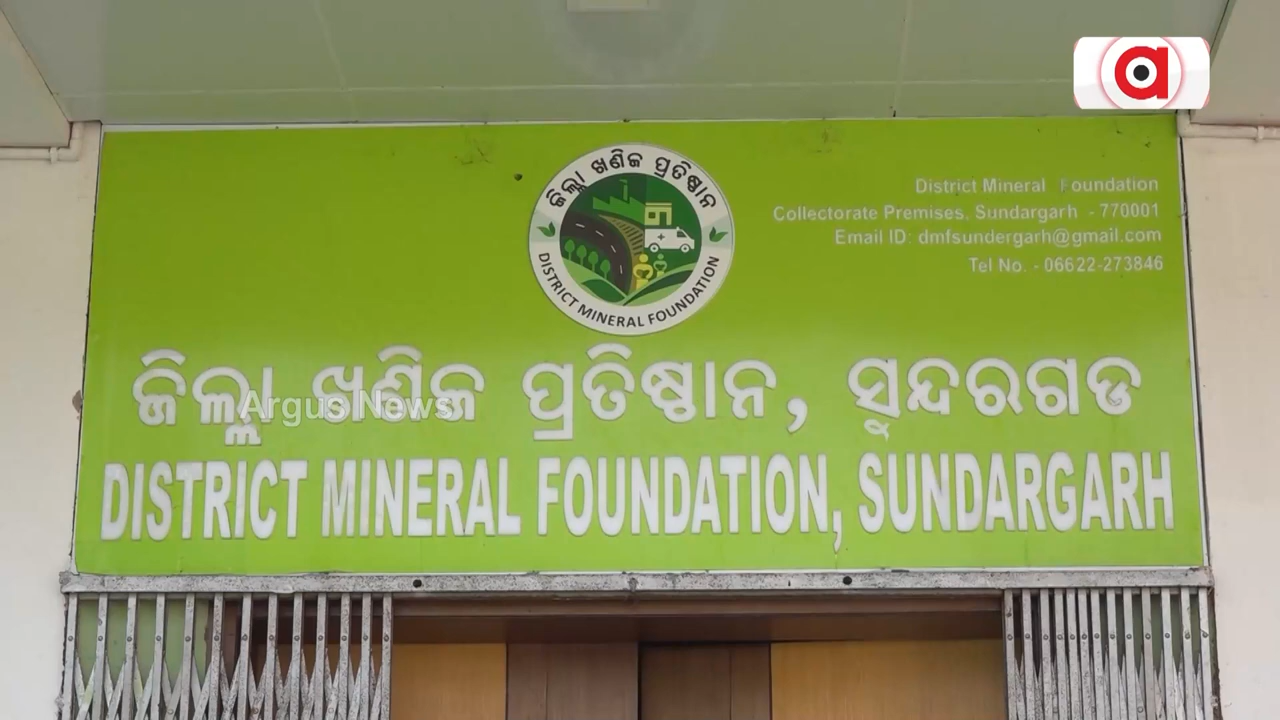 a
ଜିଲ୍ଲା ଖଣିଜ ପ୍ରତିଷ୍ଠାନ
DISTRICT MINERAL FOUNDATION
District Mineral Foundation
Collectorate Premises, Sundargarh - 770001
Email ID: dmfsundergarh@gmail.com
Tel No. - 06622-273846
ଜିଲ୍ଲା ଖଣିଜ ପ୍ରତିଷ୍ଠାନ, ସୁନ୍ଦରଗଡ
Argus News
DISTRICT MINERAL FOUNDATION, SUNDARGARH